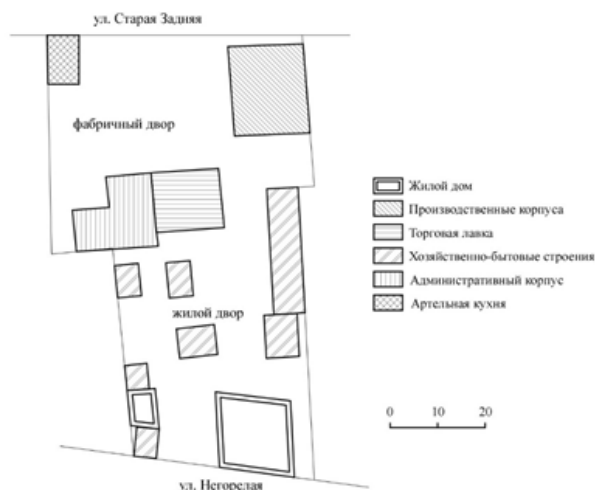 ул. Старая Задняя
фабричный двор
жилой двор
ул. Негорелая
Жилой дом
Производственные корпуса
Торговая лавка
Хозяйственно-бытовые строения
Административный корпус
Артельная кухня
0 10 20